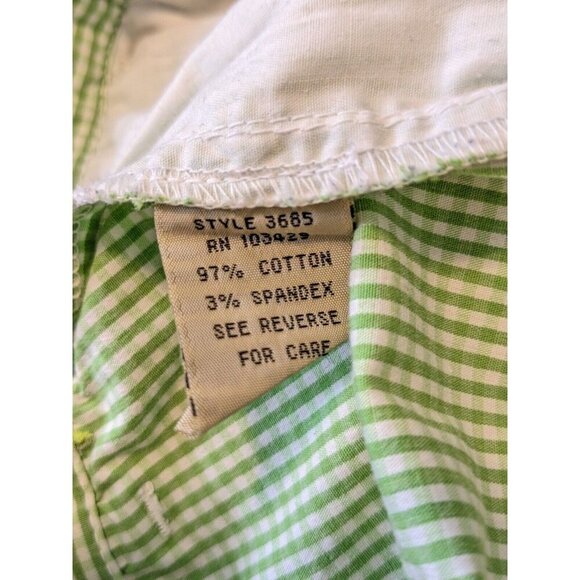 STYLE 3685
RN 103429
97% COTTON
3% SPANDEX
SEE REVERSE
FOR CARE